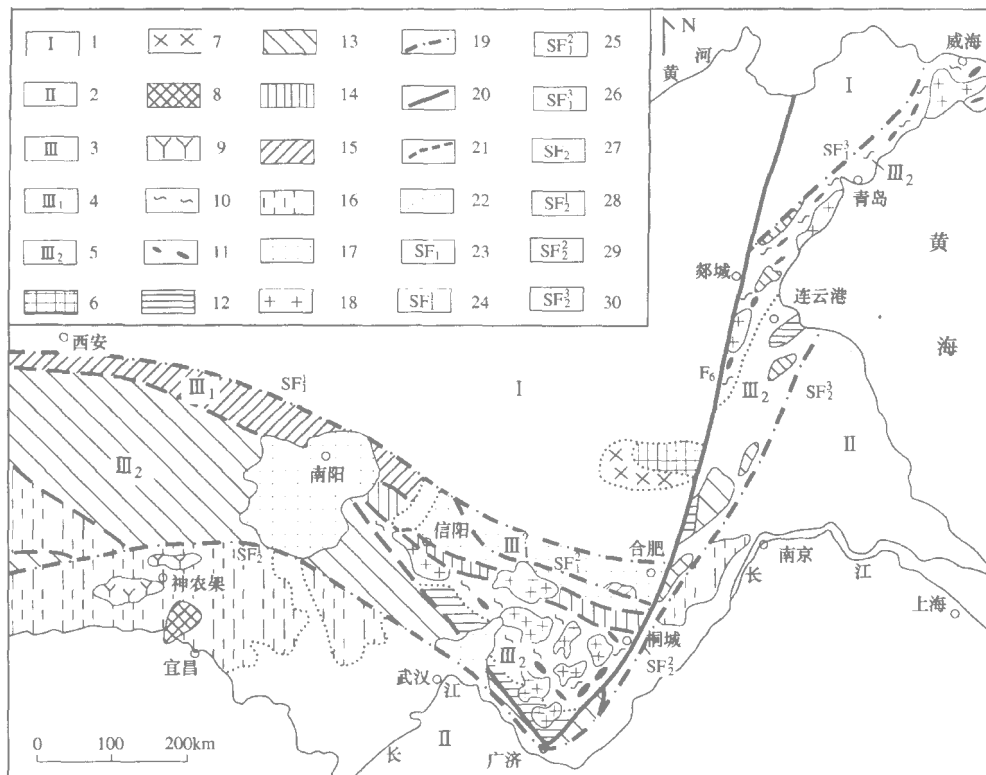 I 1 7 13 19 SF₁² 25
II 2 8 14 20 SF₁³ 26
III 3 9 15 21 SF₂ 27
III₁ 4 10 16 22 SF₂¹ 28
III₂ 5 11 17 SF₁ 23 SF₂² 29
6 12 18 SF₁¹ 24 SF₂³ 30
N
黄 河
威海
I
SF₁³
III₂
青岛
黄
海
郯城
连云港
西安
III₁
SF₁¹
I
F₆
III₂
SF₂³
II
III₂
南阳
信阳
III₁
SF₁²
合肥
南京
SF₂
神农架
长 江
上海
宜昌
桐城
III₂
SF₂²
武汉
江
长
II
广济
0 100 200km